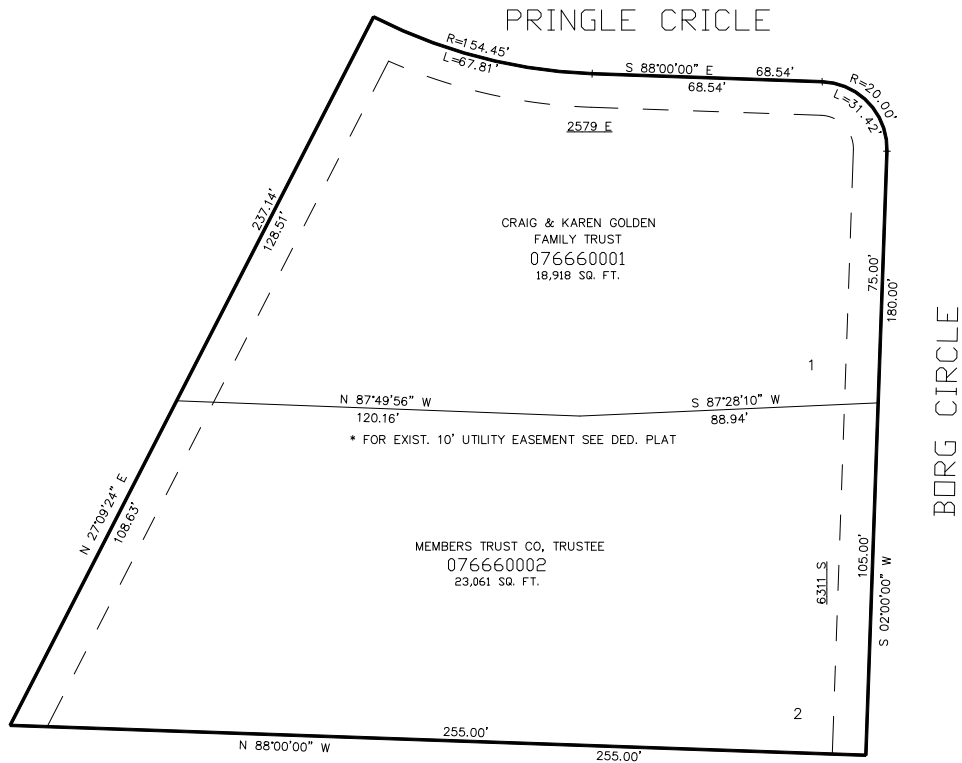 PRINGLE CRICLE
R=154.45'
L=67.81'
S 88°00'00" E 68.54'
68.54'
R=20.00'
L=31.42'
2579 E
237.14'
128.51'
CRAIG & KAREN GOLDEN
FAMILY TRUST
076660001
18,918 SQ. FT.
75.00'
180.00'
BORG CIRCLE
1
N 87°49'56" W
120.16'
S 87°28'10" W
88.94'
* FOR EXIST. 10' UTILITY EASEMENT SEE DED. PLAT
N 27°09'24" E
108.63'
MEMBERS TRUST CO, TRUSTEE
076660002
23,061 SQ. FT.
6311 S
105.00'
S 02°00'00" W
2
255.00'
N 88°00'00" W
255.00'